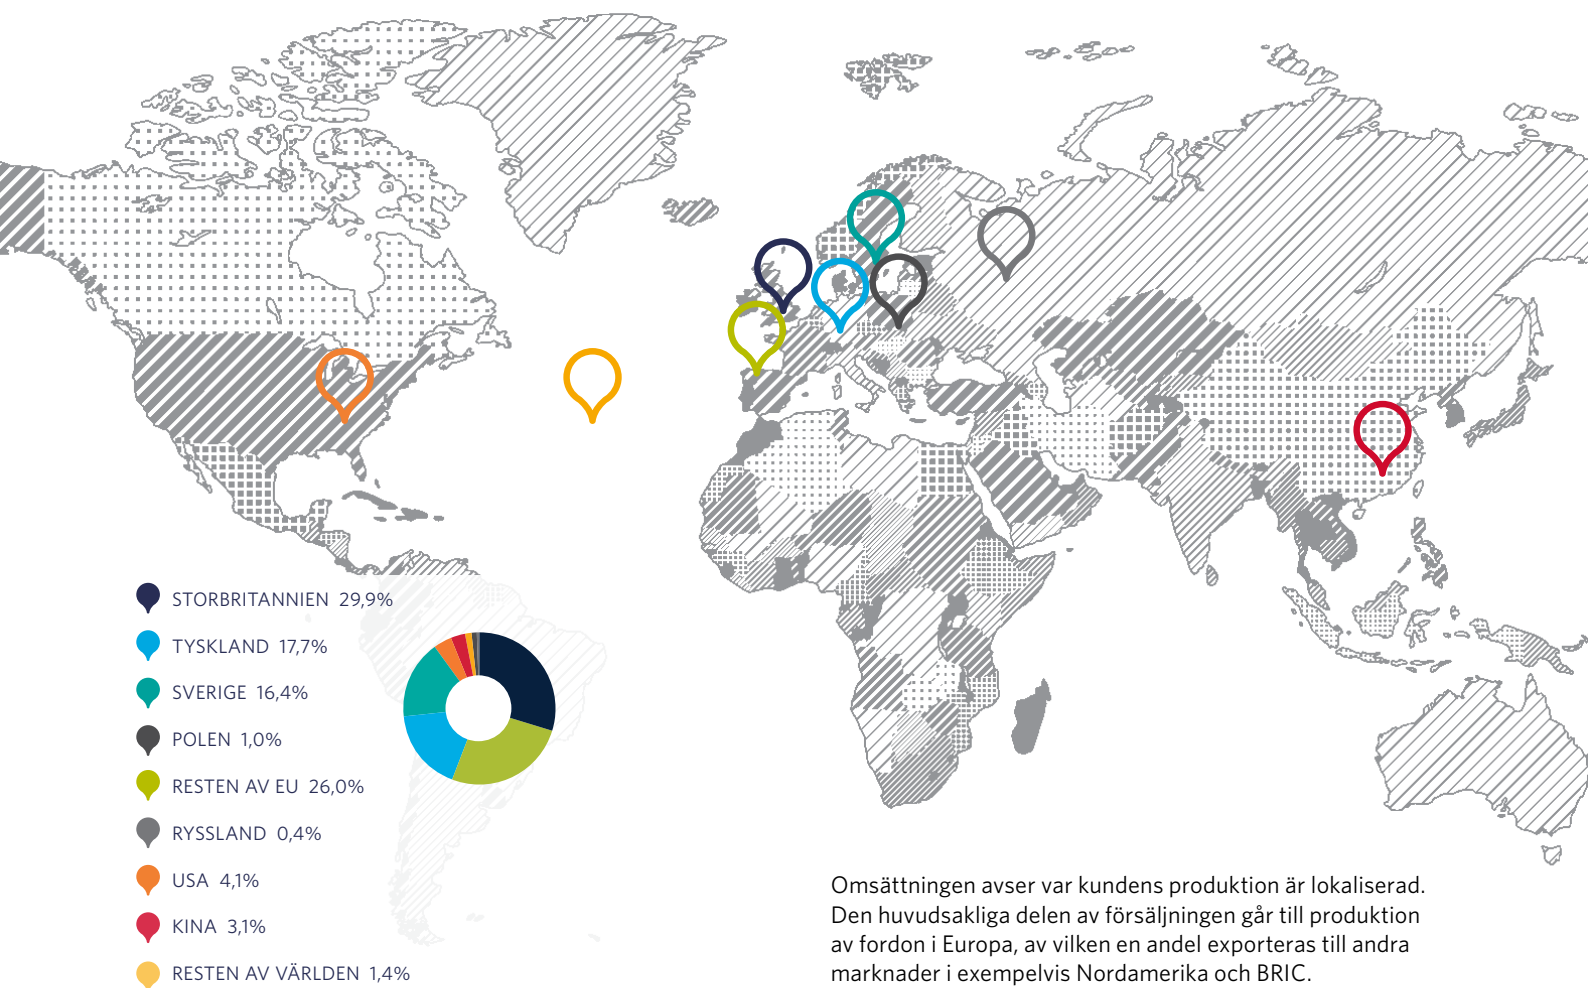 STORBRITANNIEN 29,9%
TYSKLAND 17,7%
SVERIGE 16,4%
POLEN 1,0%
RESTEN AV EU 26,0%
RYSSLAND 0,4%
USA 4,1%
KINA 3,1%
RESTEN AV VÄRLDEN 1,4%
Omsättningen avser var kundens produktion är lokaliserad.
Den huvudsakliga delen av försäljningen går till produktion
av fordon i Europa, av vilken en andel exporteras till andra
marknader i exempelvis Nordamerika och BRIC.